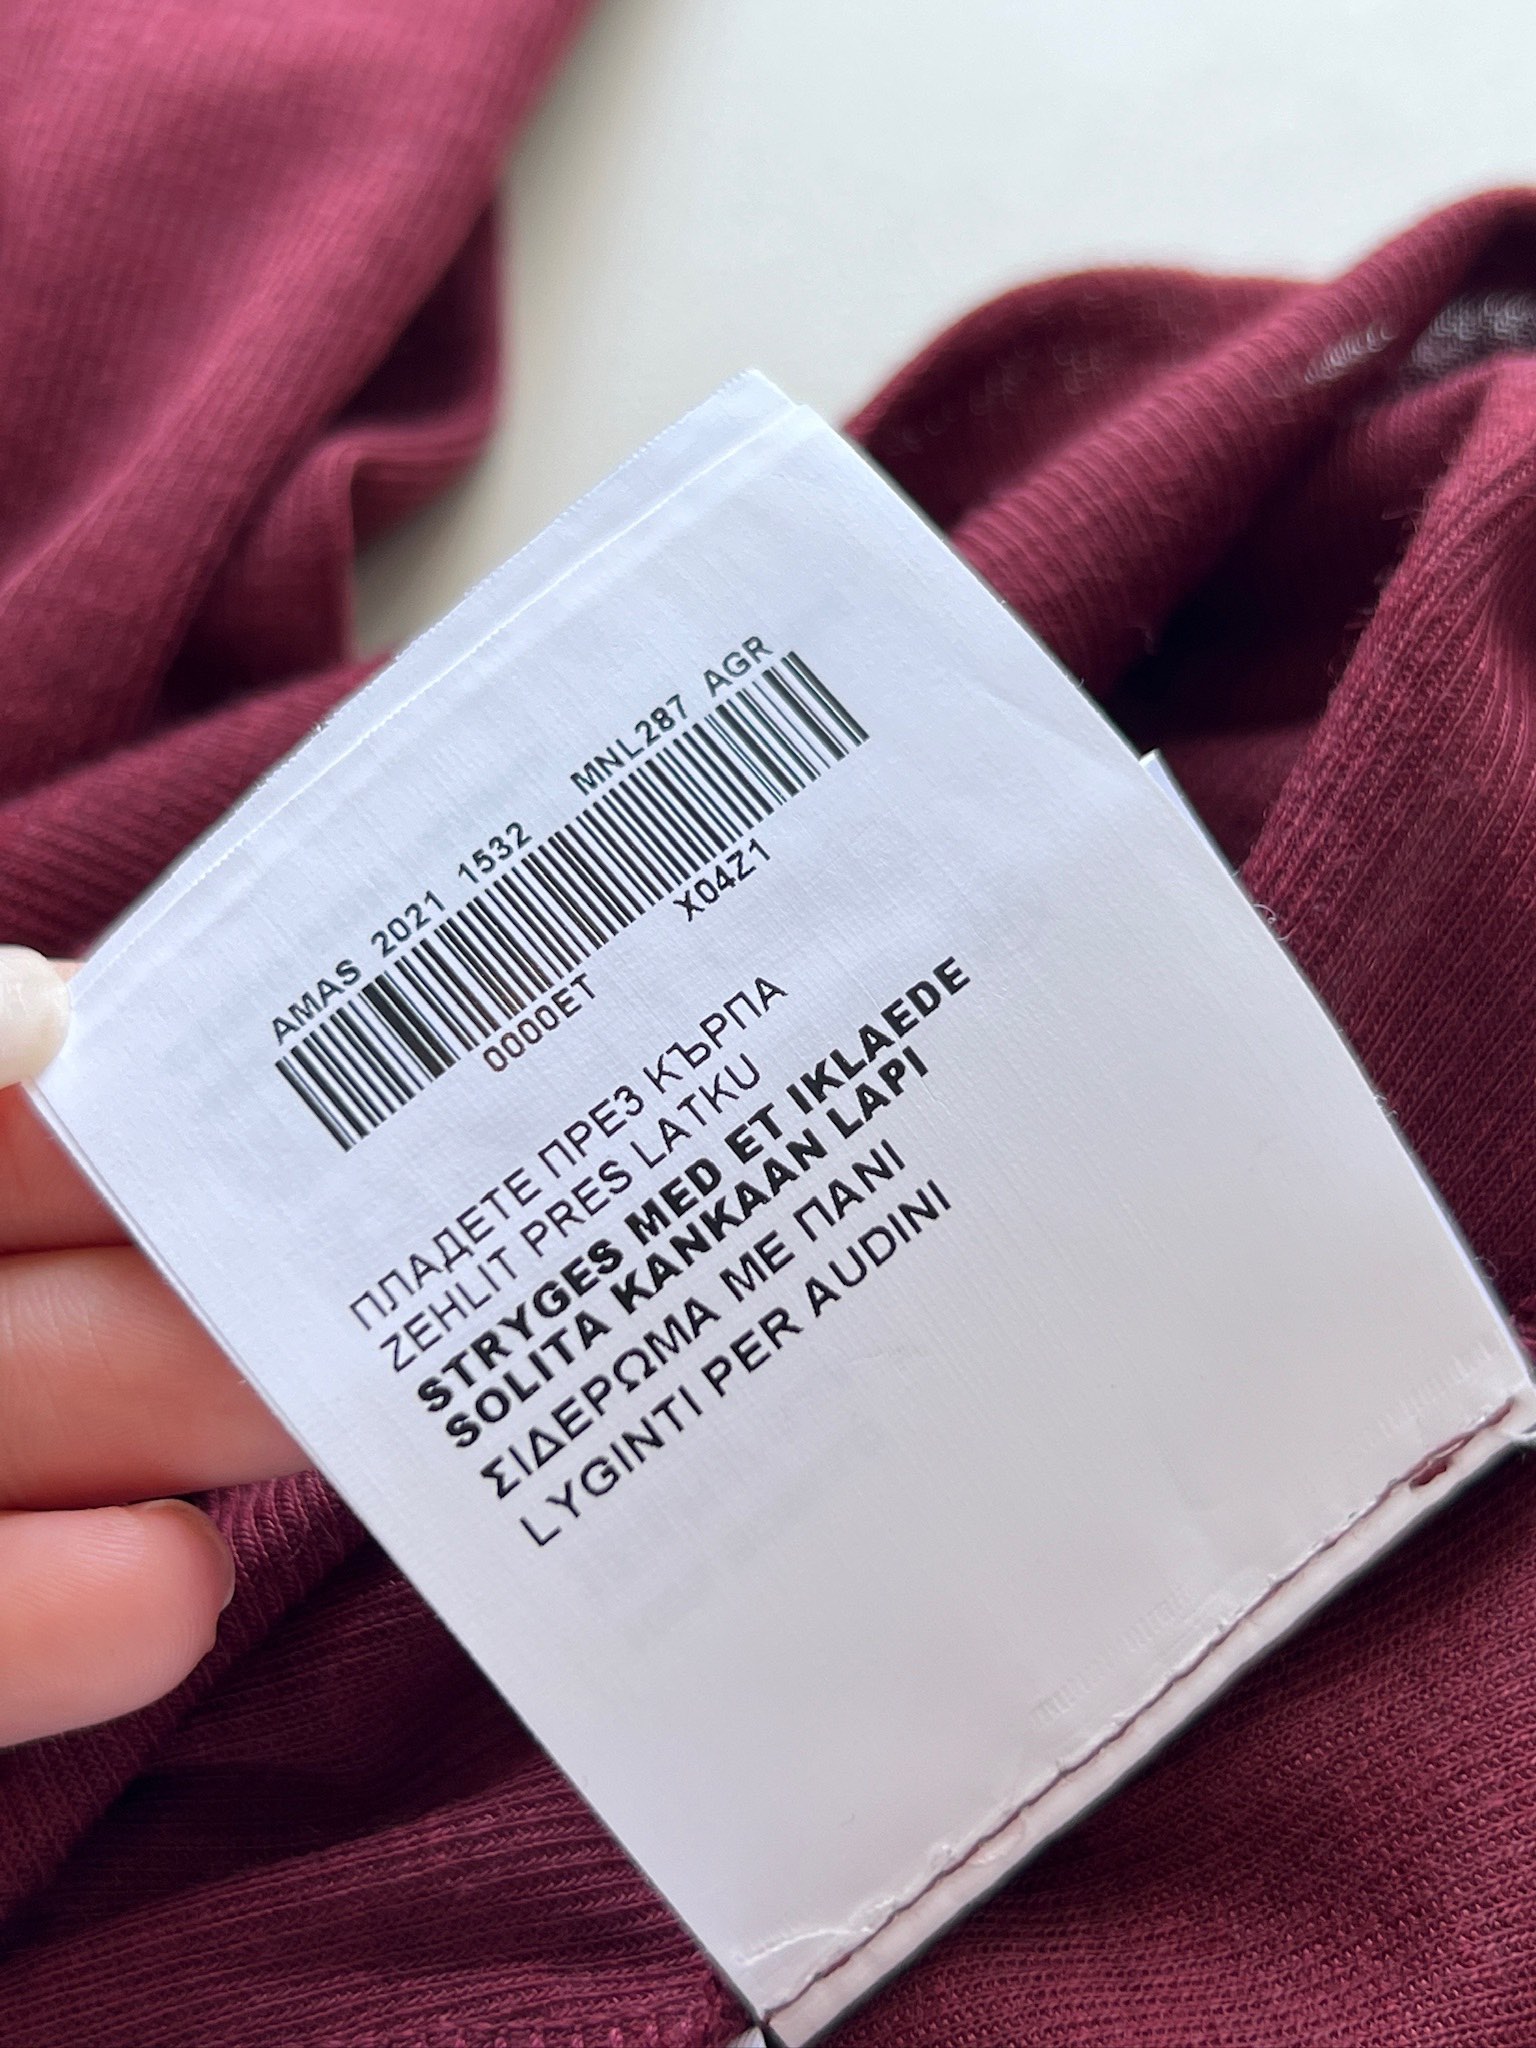 AMAS 2021 1532 MNL287 AGR
0000ET X04Z1
ПЛАДЕТЕ ПРЕЗ КЪРПА
ZEHLIT PRES LATKU
STRYGES MED ET IKLAEDE
SOLITA KANKAAN LAPI
ΣΙΔΕΡΩΜΑ ΜΕ ΠΑΝΙ
LYGINTI PER AUDINI